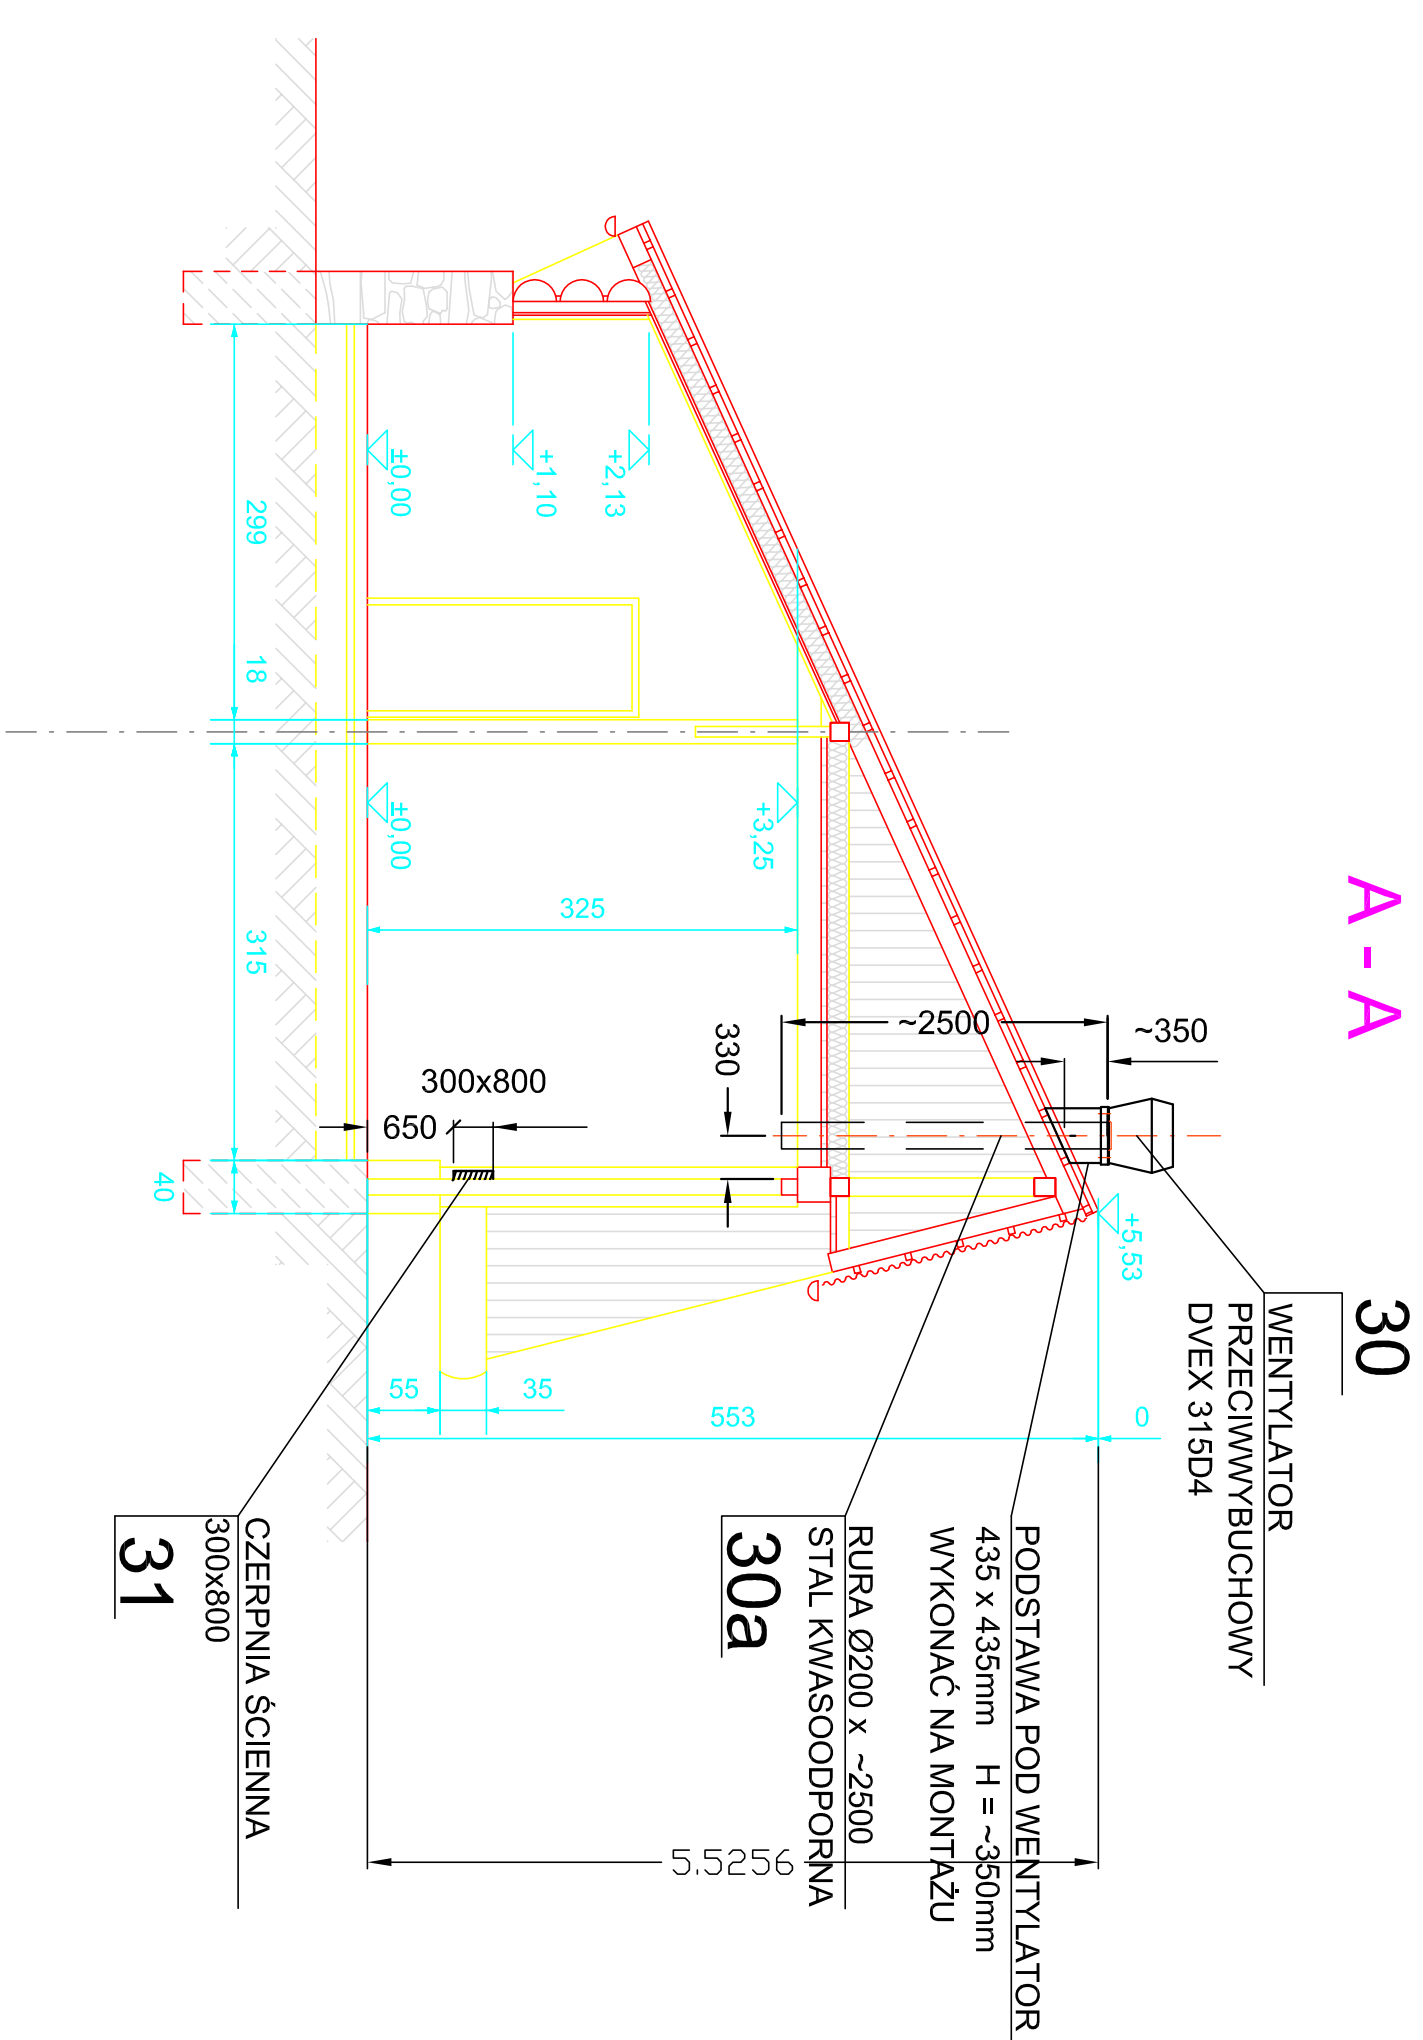 A - A
30
WENTYLATOR
PRZECIWWYBUCHOWY
DVEX 315D4
PODSTAWA POD WENTYLATOR
435 x 435mm H = ~350mm
WYKONAĆ NA MONTAŻU
30a
RURA Ø200 x ~2500
STAL KWASOODPORNA
31
CZERPNIA ŚCIENNA
300x800
~350
~2500
330
300x800
650
+5,53
+3,25
+2,13
+1,10
±0,00
±0,00
325
299
18
315
40
55
35
553
0
5.5256